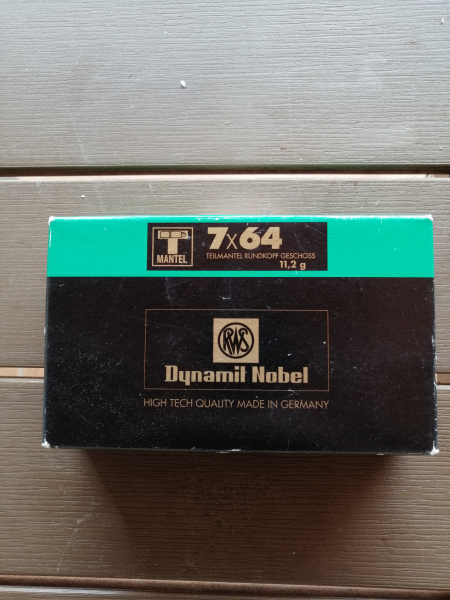 T
MANTEL
7x64
TEILMANTEL RUNDKOPF GESCHOSS
11,2 g
RWS
Dynamit Nobel
HIGH TECH QUALITY MADE IN GERMANY